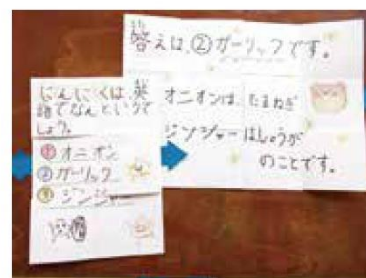 にんにくは英
語でなんというで
しょう。
①オニオン
②ガーリック
③ジンジャー
答えは、②ガーリックです。
オニオンは、たまねぎ
ジンジャーはしょうが
のことです。